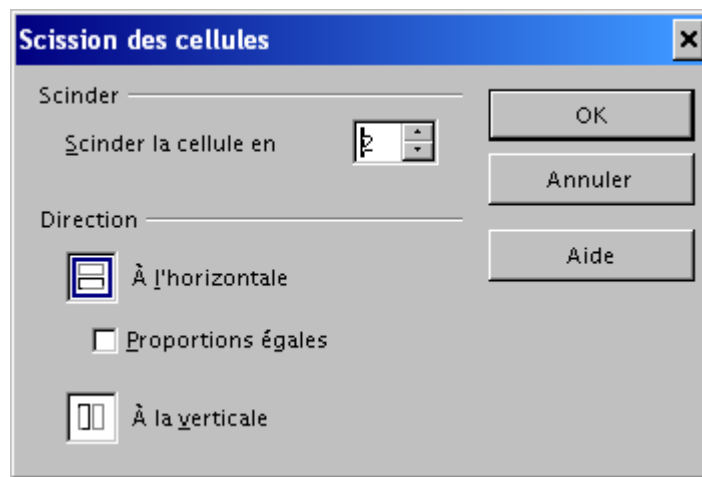 Scission des cellules
Scinder
Scinder la cellule en 2
Direction
À l'horizontale
Proportions égales
À la verticale
OK
Annuler
Aide